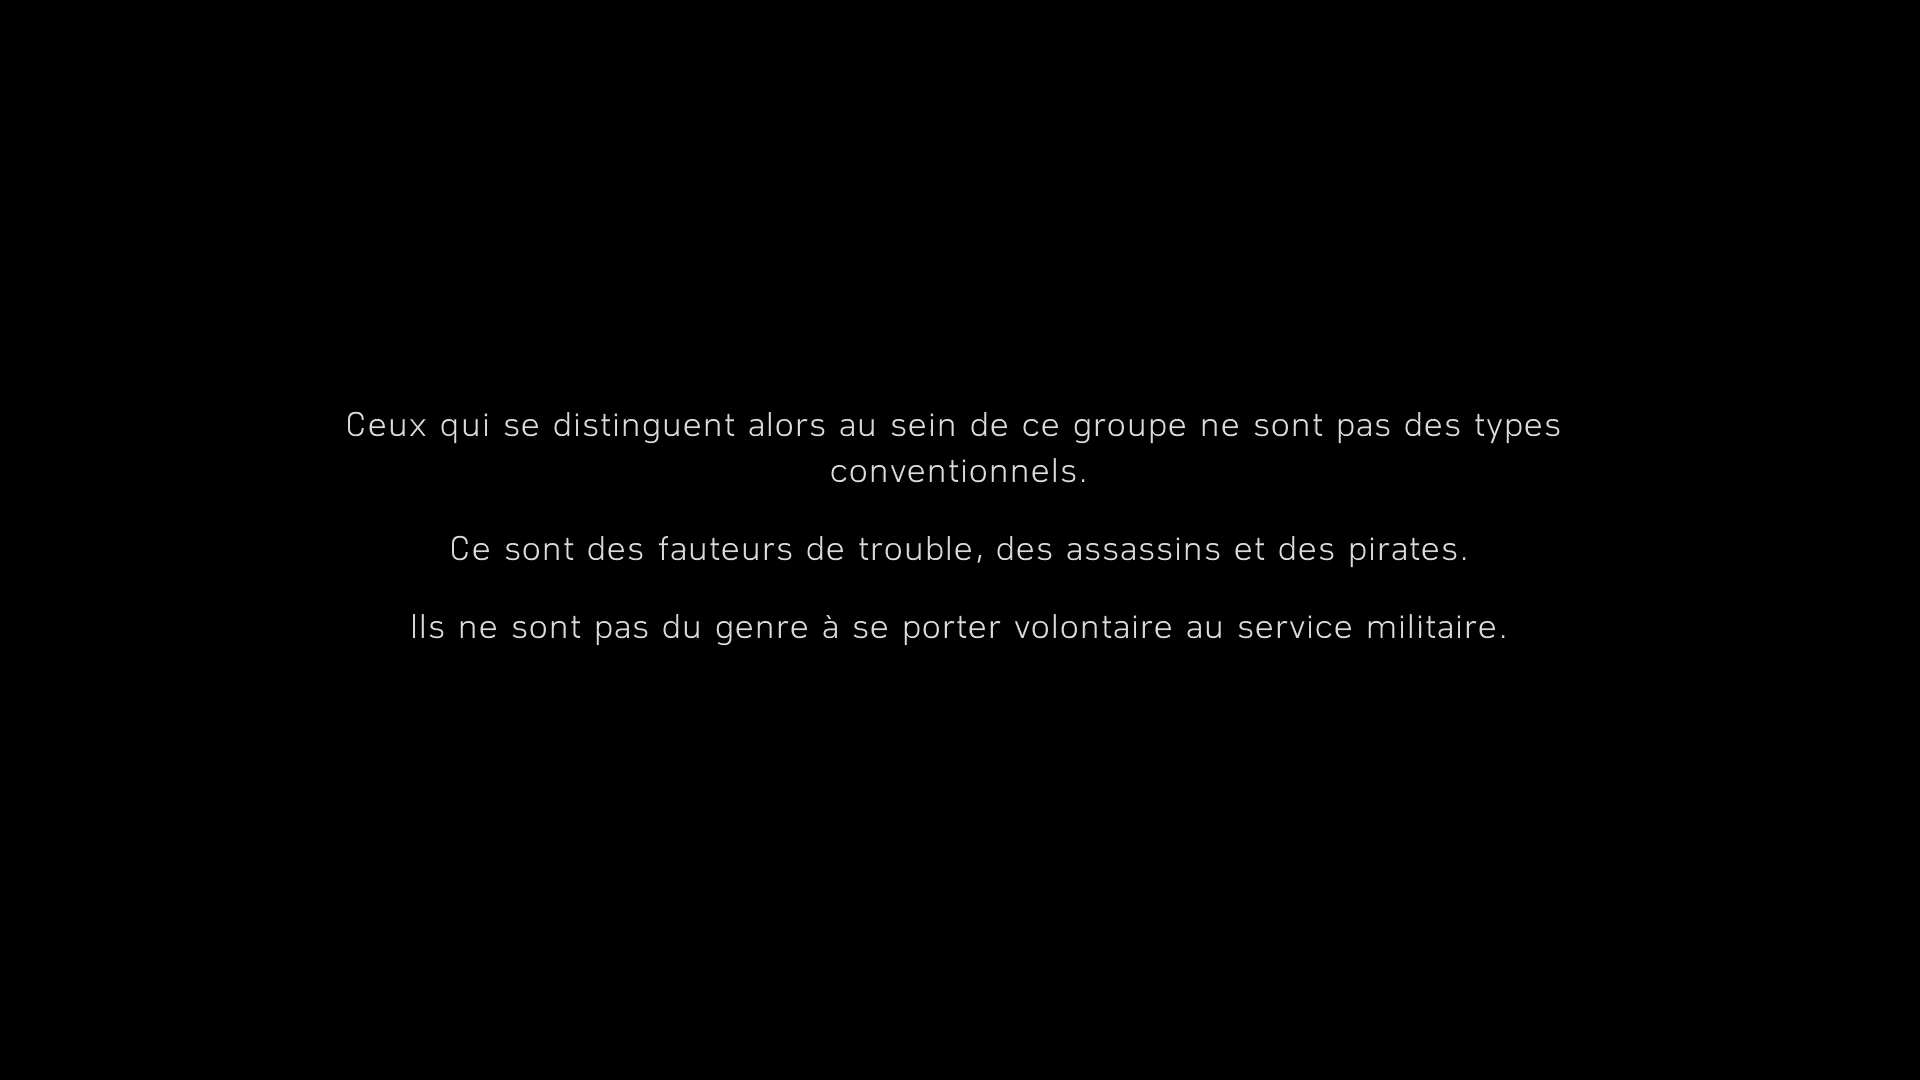 Ceux qui se distinguent alors au sein de ce groupe ne sont pas des types
conventionnels.
Ce sont des fauteurs de trouble, des assassins et des pirates.
Ils ne sont pas du genre à se porter volontaire au service militaire.